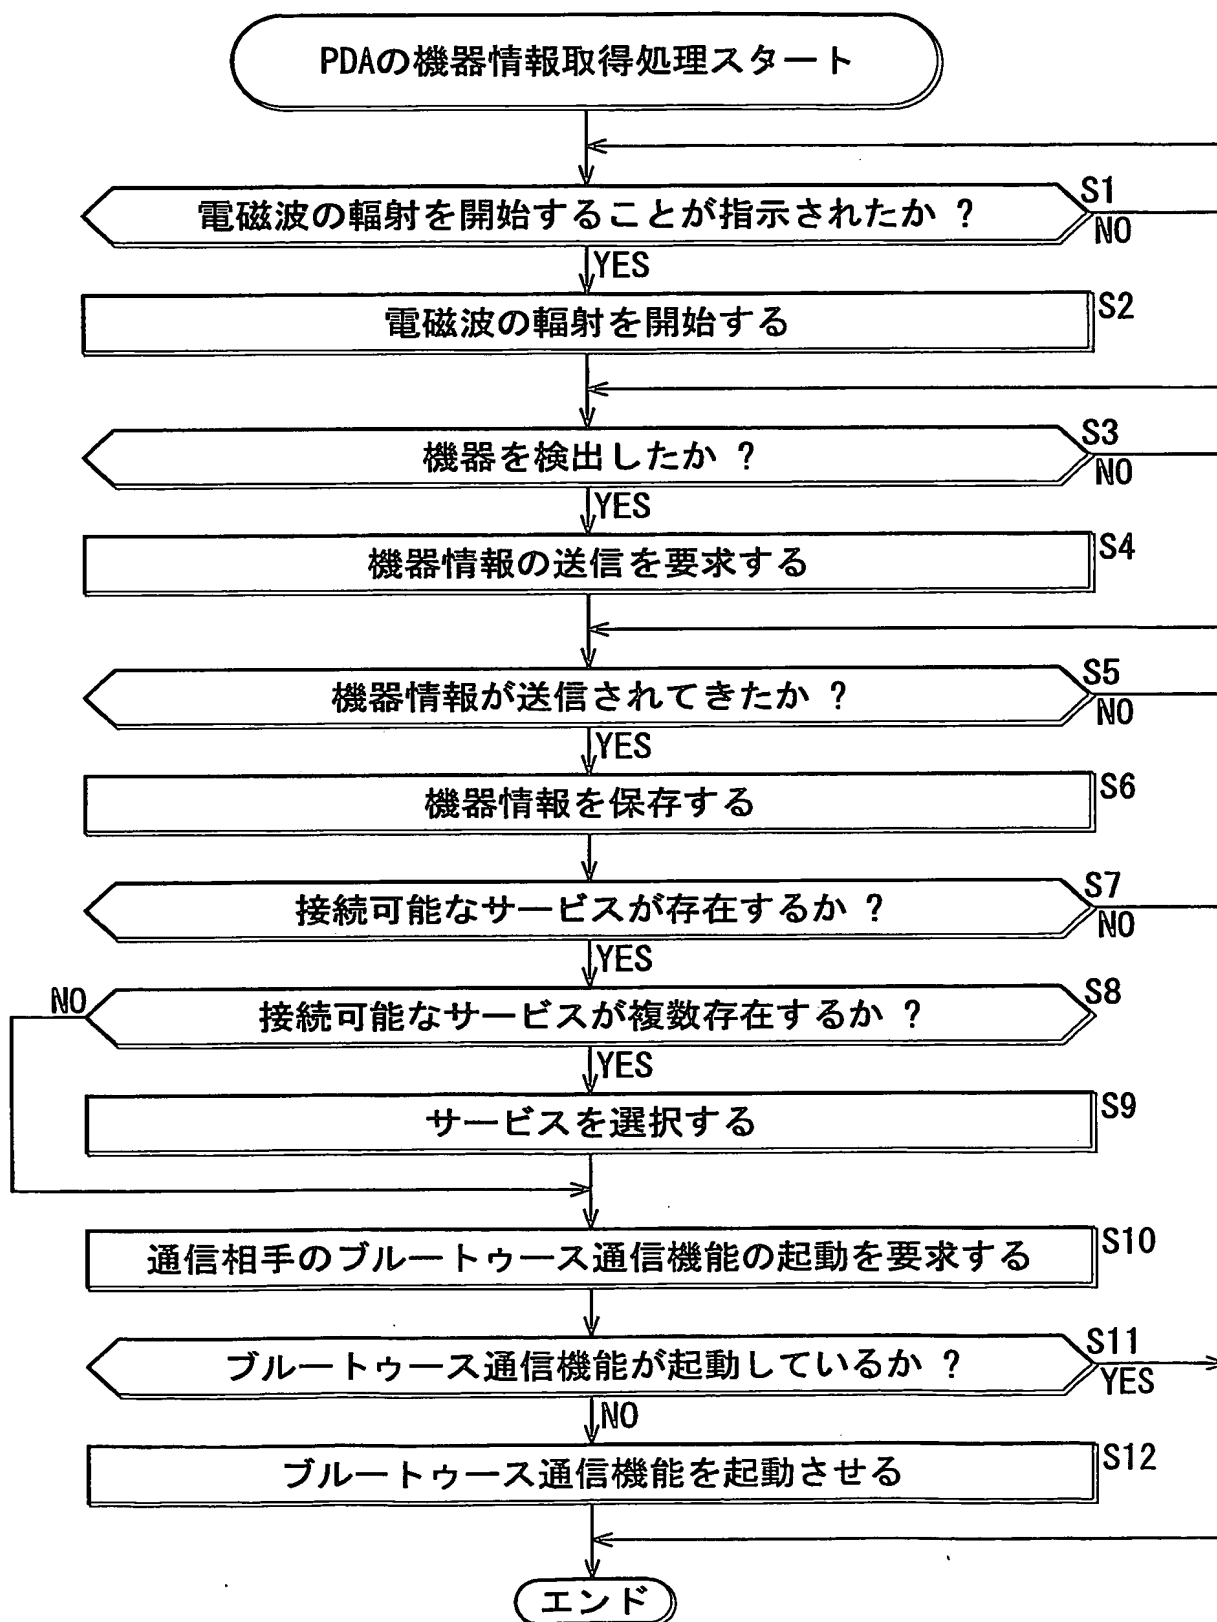 PDAの機器情報取得処理スタート
電磁波の輻射を開始することが指示されたか ?
S1
NO
YES
電磁波の輻射を開始する
S2
機器を検出したか ?
S3
NO
YES
機器情報の送信を要求する
S4
機器情報が送信されてきたか ?
S5
NO
YES
機器情報を保存する
S6
接続可能なサービスが存在するか ?
S7
NO
YES
NO
接続可能なサービスが複数存在するか ?
S8
YES
サービスを選択する
S9
通信相手のブルートゥース通信機能の起動を要求する
S10
ブルートゥース通信機能が起動しているか ?
S11
YES
NO
ブルートゥース通信機能を起動させる
S12
エンド